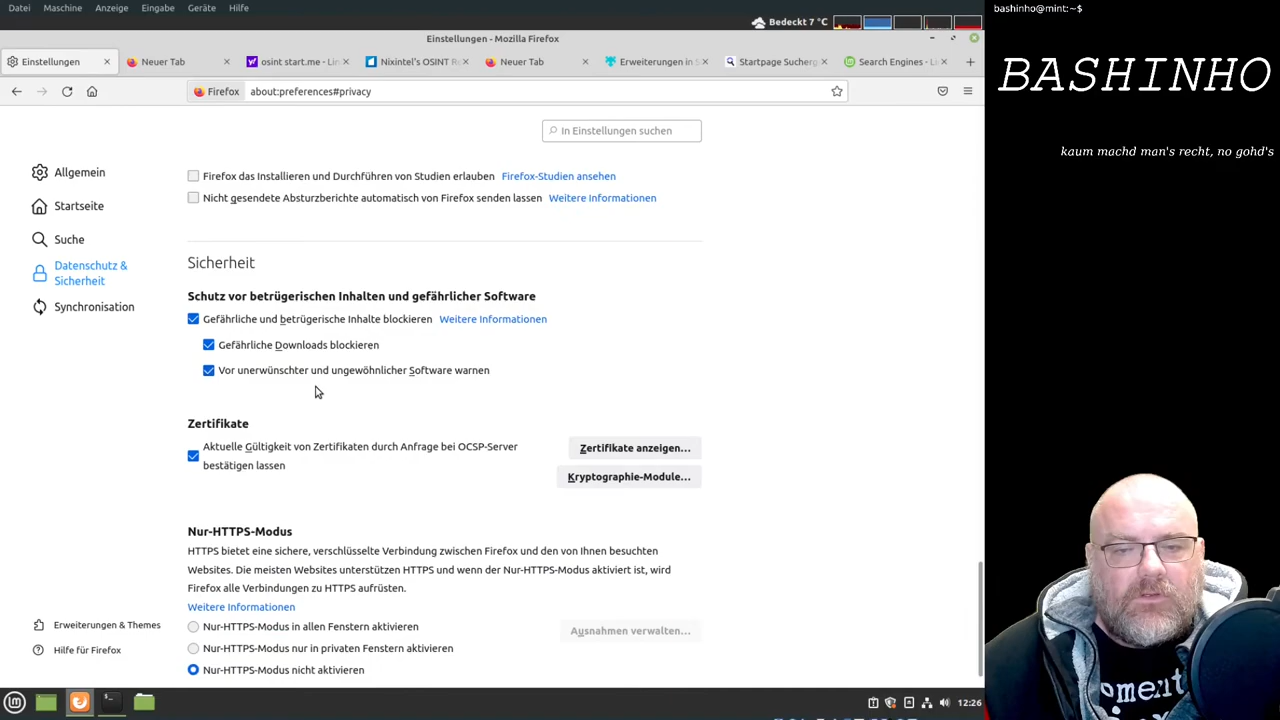 Datei Maschine Anzeige Eingabe Geräte Hilfe
Bedeckt 7 °C
Einstellungen - Mozilla Firefox
Einstellungen
Neuer Tab
osint start.me - Lin
Nixintel's OSINT Re
Neuer Tab
Erweiterungen in S
Startpage Sucherg
Search Engines - Li
Firefox about:preferences#privacy
In Einstellungen suchen
Allgemein
Startseite
Suche
Datenschutz &
Sicherheit
Synchronisation
Erweiterungen & Themes
Hilfe für Firefox
Firefox das Installieren und Durchführen von Studien erlauben Firefox-Studien ansehen
Nicht gesendete Absturzberichte automatisch von Firefox senden lassen Weitere Informationen
Sicherheit
Schutz vor betrügerischen Inhalten und gefährlicher Software
Gefährliche und betrügerische Inhalte blockieren Weitere Informationen
Gefährliche Downloads blockieren
Vor unerwünschter und ungewöhnlicher Software warnen
Zertifikate
Aktuelle Gültigkeit von Zertifikaten durch Anfrage bei OCSP-Server
bestätigen lassen
Zertifikate anzeigen...
Kryptographie-Module...
Nur-HTTPS-Modus
HTTPS bietet eine sichere, verschlüsselte Verbindung zwischen Firefox und den von Ihnen besuchten
Websites. Die meisten Websites unterstützen HTTPS und wenn der Nur-HTTPS-Modus aktiviert ist, wird
Firefox alle Verbindungen zu HTTPS aufrüsten.
Weitere Informationen
Nur-HTTPS-Modus in allen Fenstern aktivieren
Ausnahmen verwalten...
Nur-HTTPS-Modus nur in privaten Fenstern aktivieren
Nur-HTTPS-Modus nicht aktivieren
12:26
bashinho@mint:~$
BASHINHO
kaum machd man's recht, no gohd's